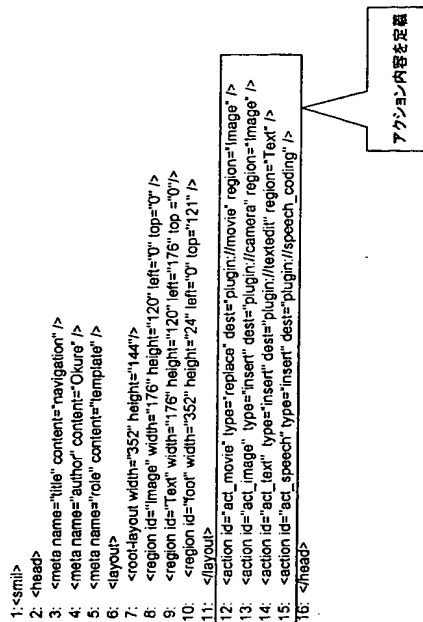 1:<smil>
2: <head>
3: <meta name="title" content="navigation" />
4: <meta name="author" content="Okure" />
5: <meta name="role" content="template" />
6: <layout>
7: <root-layout width="352" height="144"/>
8: <region id="Image" width="176" height="120" left="0" top="0" />
9: <region id="Text" width="176" height="120" left="176" top ="0"/>
10: <region id="foot" width="352" height="24" left="0" top="121" />
11: </layout>
12: <action id="act_movie" type="replace" dest="plugin://movie" region="Image" />
13: <action id="act_image" type="insert" dest="plugin://camera" region="Image" />
14: <action id="act_text" type="insert" dest="plugin://textedit" region="Text" />
15: <action id="act_speech" type="insert" dest="plugin://speech_coding" />
16: </head>
アクション内容を定義